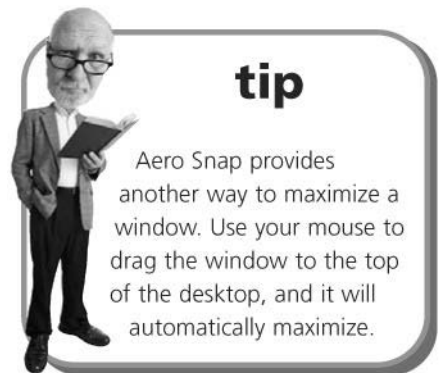 tip
Aero Snap provides
another way to maximize a
window. Use your mouse to
drag the window to the top
of the desktop, and it will
automatically maximize.